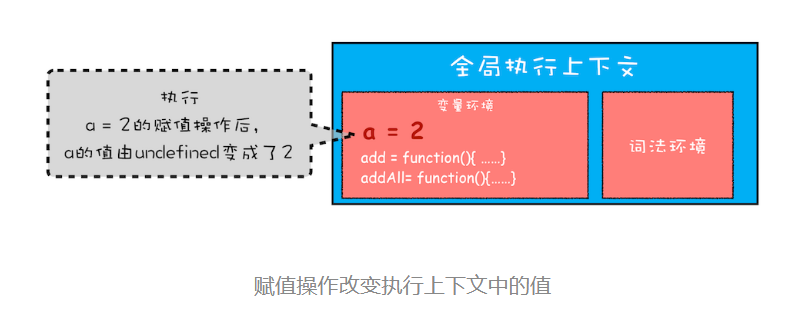 全局执行上下文
执行
a = 2的赋值操作后，
a的值由undefined变成了2
变量环境
a = 2
add = function(){ ……}
addAll= function(){……}
词法环境
赋值操作改变执行上下文中的值